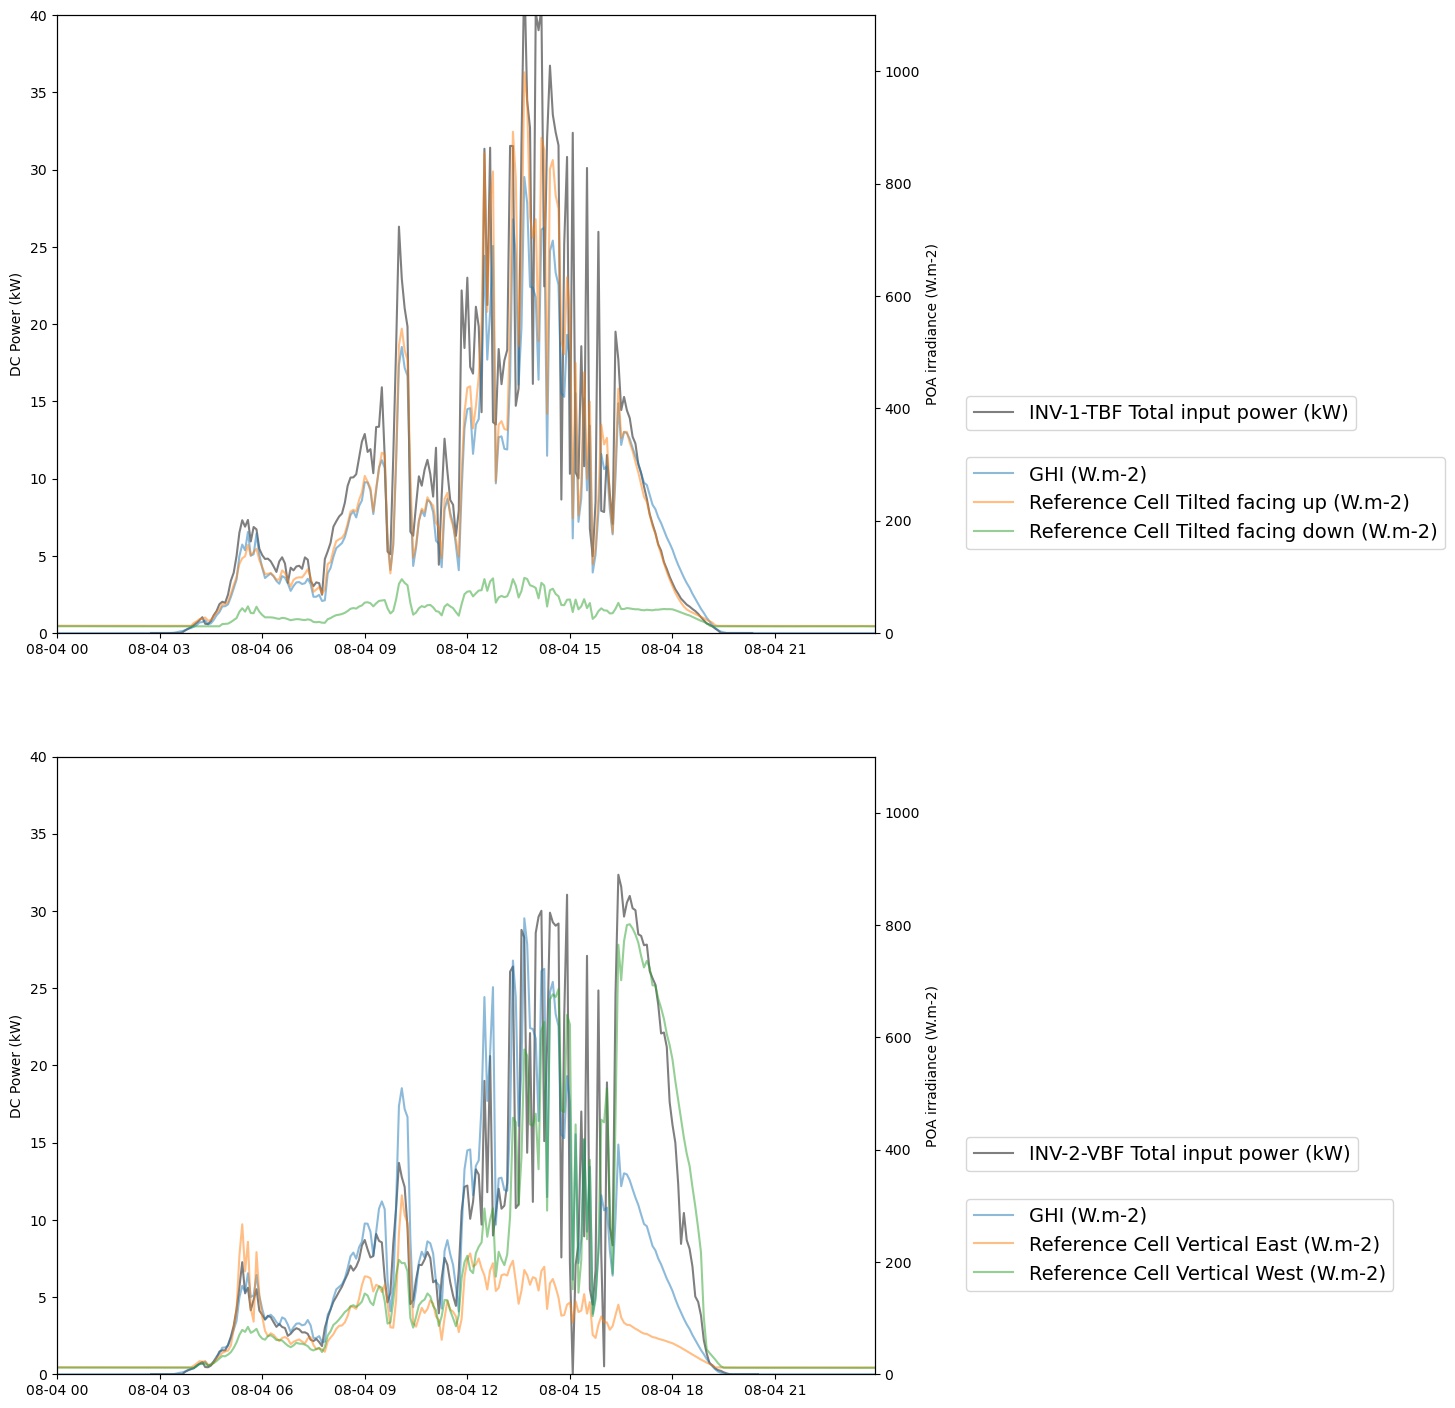 40
35
30
25
20
15
10
5
0
DC Power (kW)
08-04 00 08-04 03 08-04 06 08-04 09 08-04 12 08-04 15 08-04 18 08-04 21
1000
800
600
400
200
0
POA irradiance (W.m-2)
INV-1-TBF Total input power (kW)
GHI (W.m-2)
Reference Cell Tilted facing up (W.m-2)
Reference Cell Tilted facing down (W.m-2)
40
35
30
25
20
15
10
5
0
DC Power (kW)
08-04 00 08-04 03 08-04 06 08-04 09 08-04 12 08-04 15 08-04 18 08-04 21
1000
800
600
400
200
0
POA irradiance (W.m-2)
INV-2-VBF Total input power (kW)
GHI (W.m-2)
Reference Cell Vertical East (W.m-2)
Reference Cell Vertical West (W.m-2)